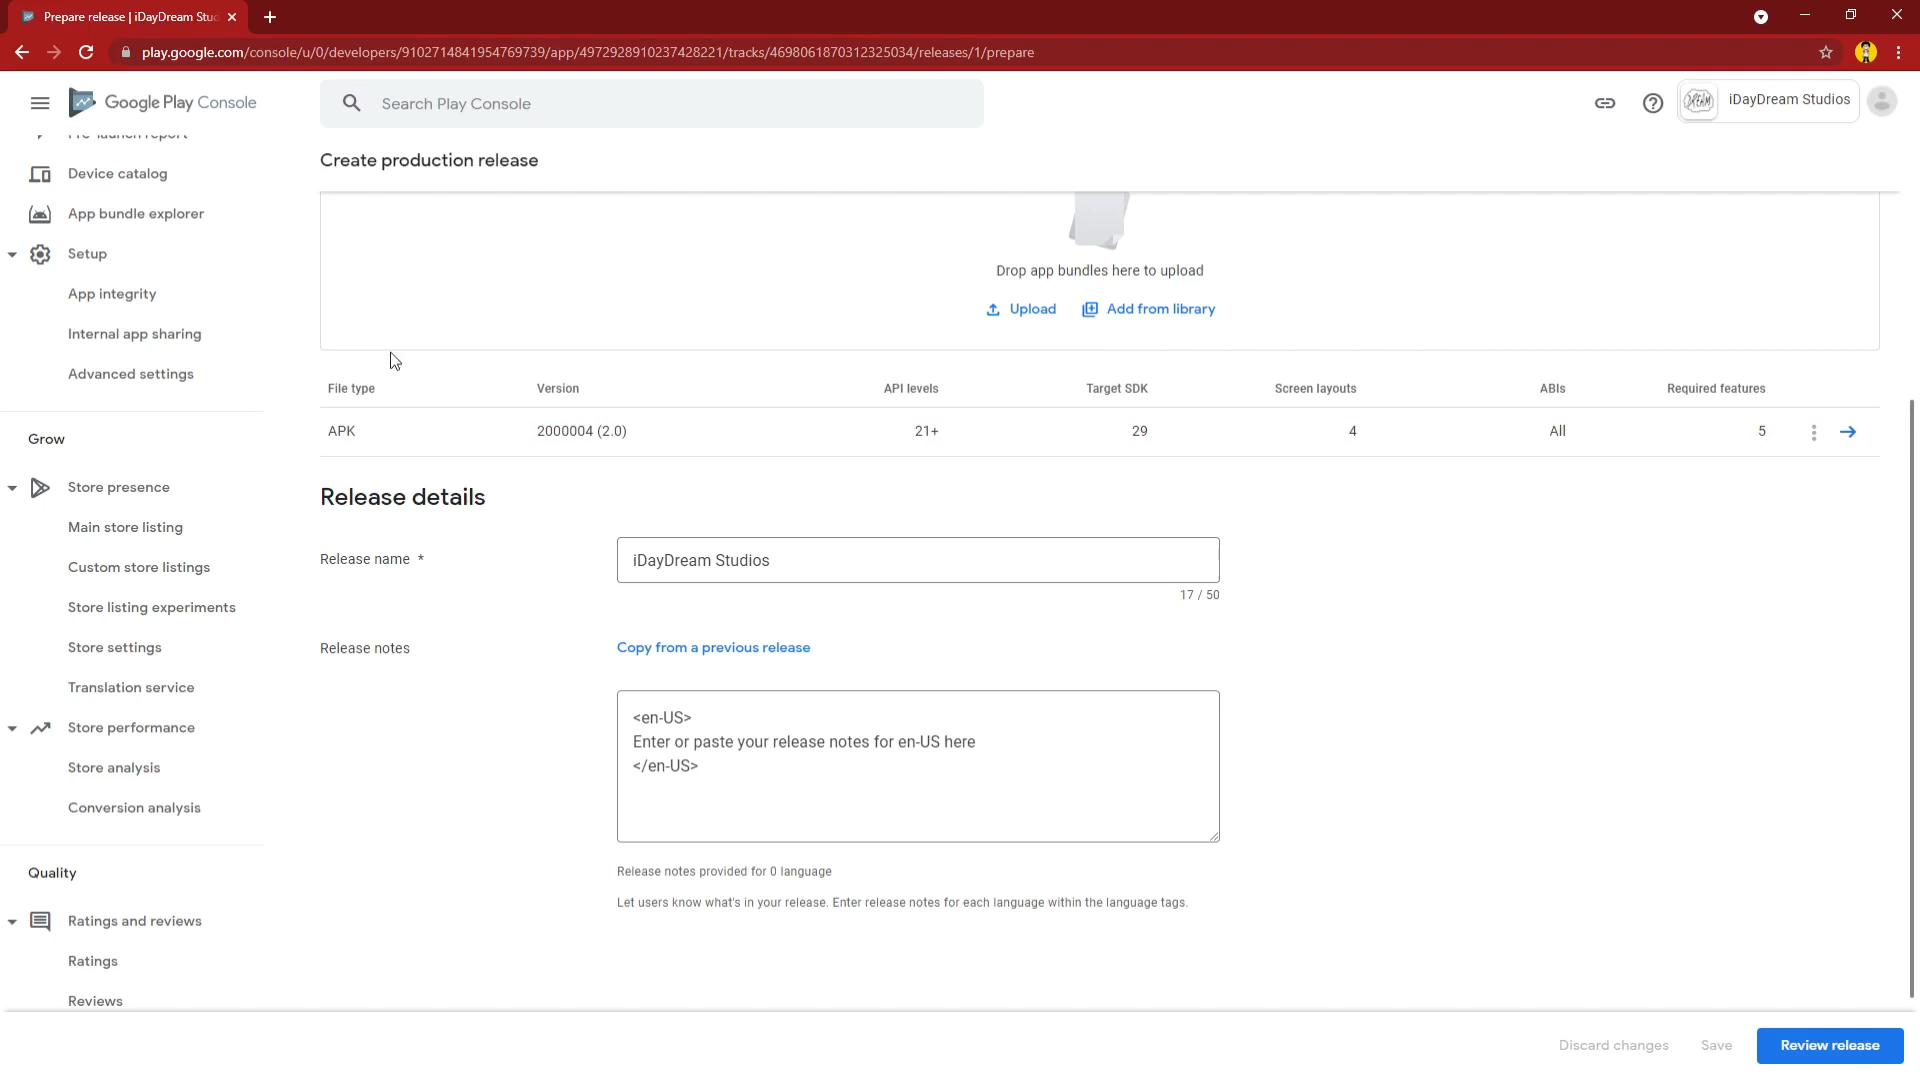 Prepare release | iDayDream Stu
play.google.com/console/u/0/developers/9102714841954769739/app/4972928910237428221/tracks/4698061870312325034/releases/1/prepare
Google Play Console
Search Play Console
iDayDream Studios
Pre-launch report
Device catalog
App bundle explorer
Setup
App integrity
Internal app sharing
Advanced settings
Grow
Store presence
Main store listing
Custom store listings
Store listing experiments
Store settings
Translation service
Store performance
Store analysis
Conversion analysis
Quality
Ratings and reviews
Ratings
Reviews
Create production release
Drop app bundles here to upload
Upload Add from library
File type Version API levels Target SDK Screen layouts ABIs Required features
APK 2000004 (2.0) 21+ 29 4 All 5
Release details
Release name *
iDayDream Studios
17 / 50
Release notes
Copy from a previous release
<en-US>
Enter or paste your release notes for en-US here
</en-US>
Release notes provided for 0 language
Let users know what's in your release. Enter release notes for each language within the language tags.
Discard changes Save Review release